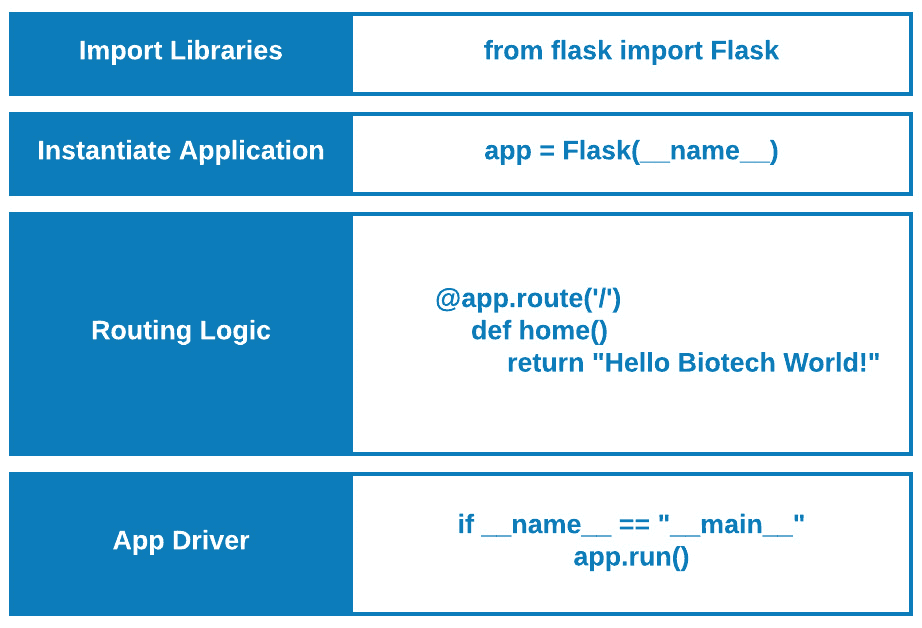 Import Libraries
from flask import Flask
Instantiate Application
app = Flask(__name__)
Routing Logic
@app.route('/')
def home()
return "Hello Biotech World!"
App Driver
if __name__ == "__main__"
app.run()